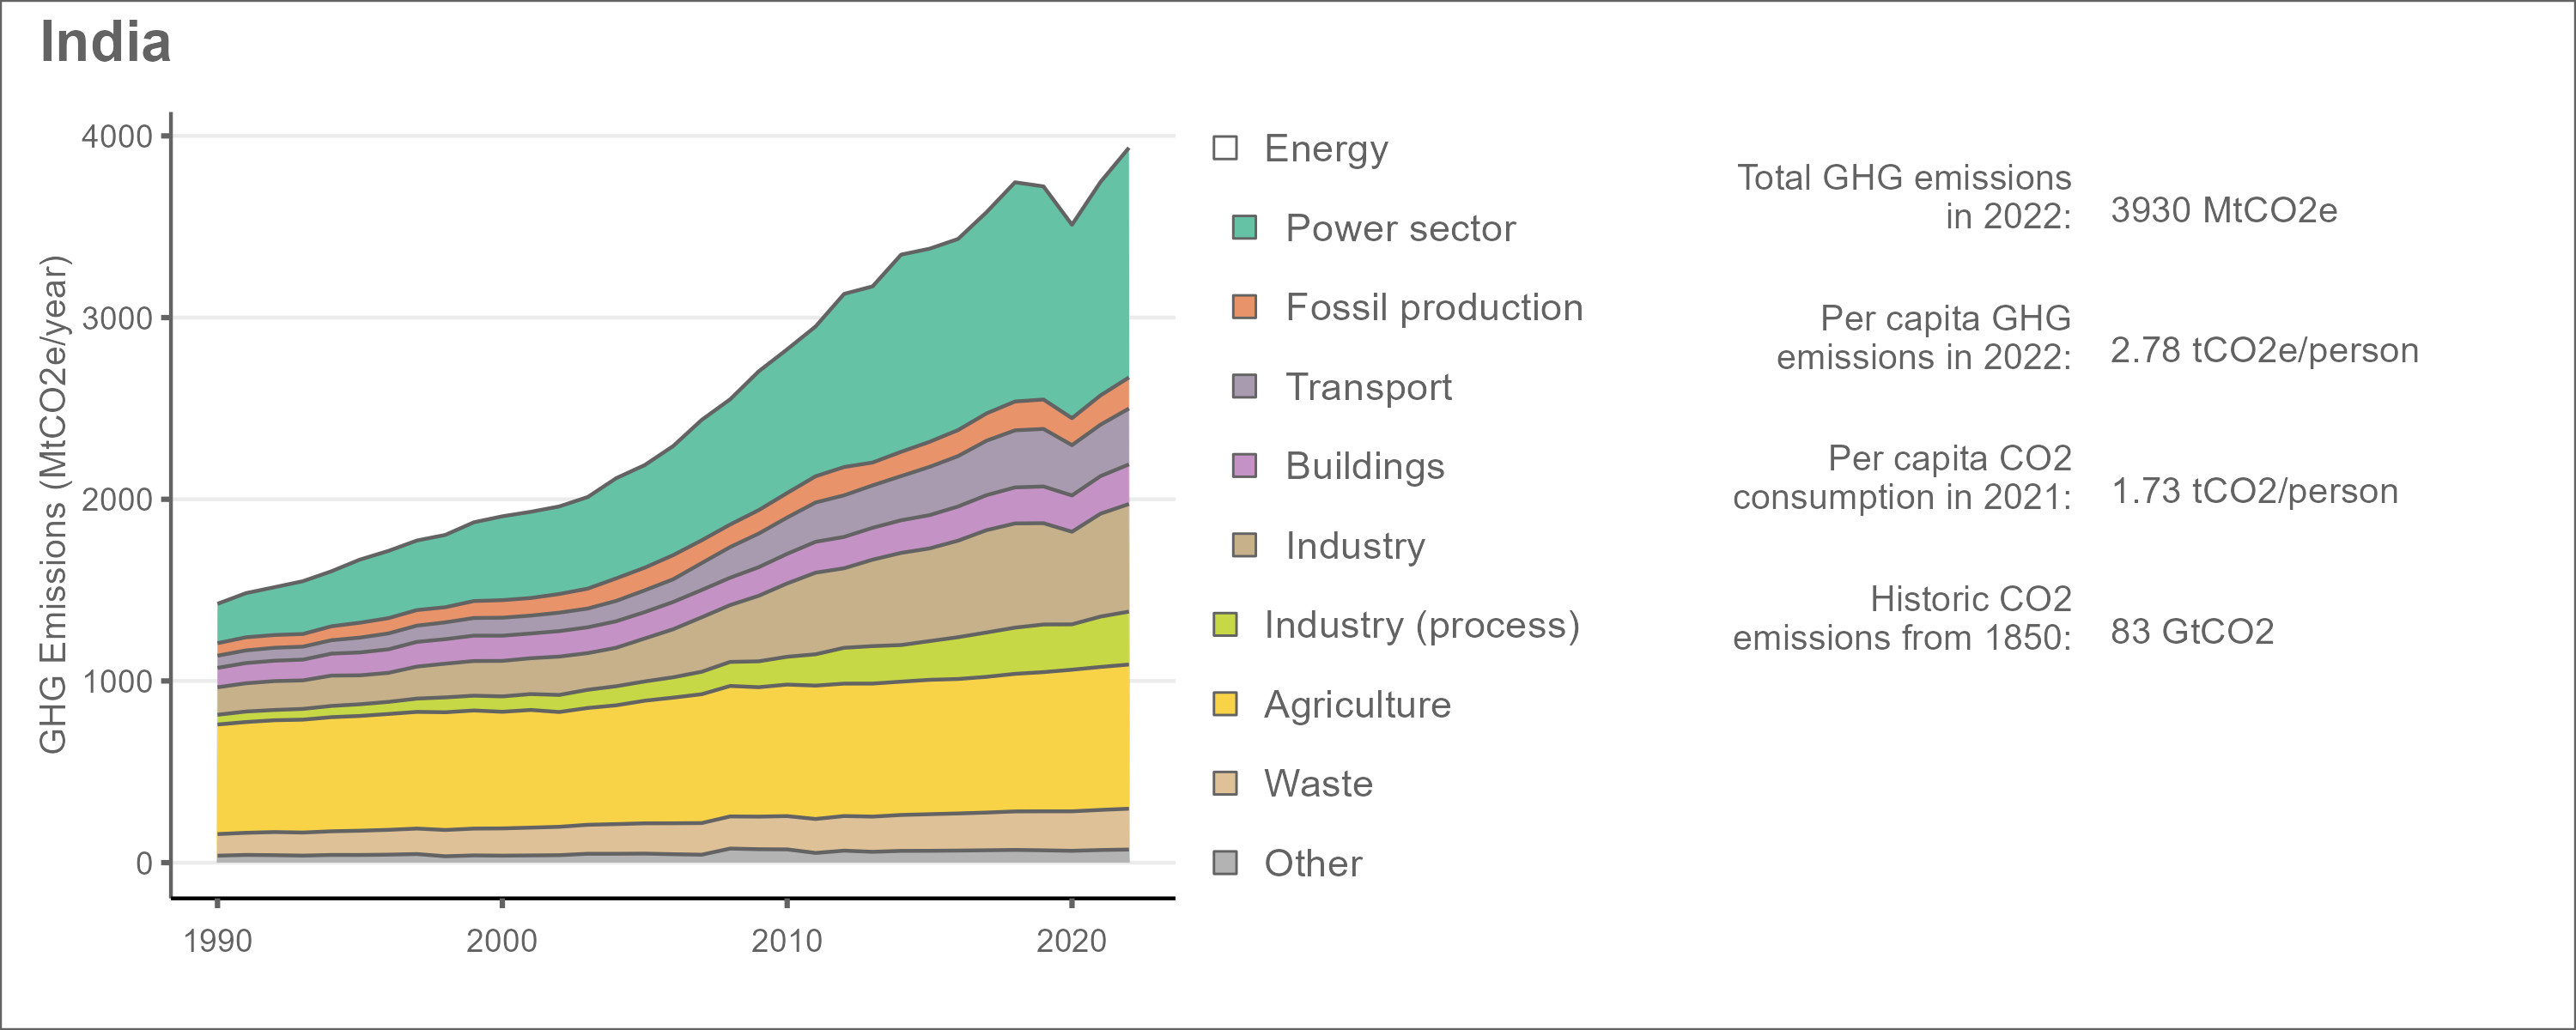 India
GHG Emissions (MtCO2e/year)
4000
3000
2000
1000
0
1990
2000
2010
2020
Energy
Power sector
Fossil production
Transport
Buildings
Industry
Industry (process)
Agriculture
Waste
Other
Total GHG emissions
in 2022:
3930 MtCO2e
Per capita GHG
emissions in 2022:
2.78 tCO2e/person
Per capita CO2
consumption in 2021:
1.73 tCO2/person
Historic CO2
emissions from 1850:
83 GtCO2